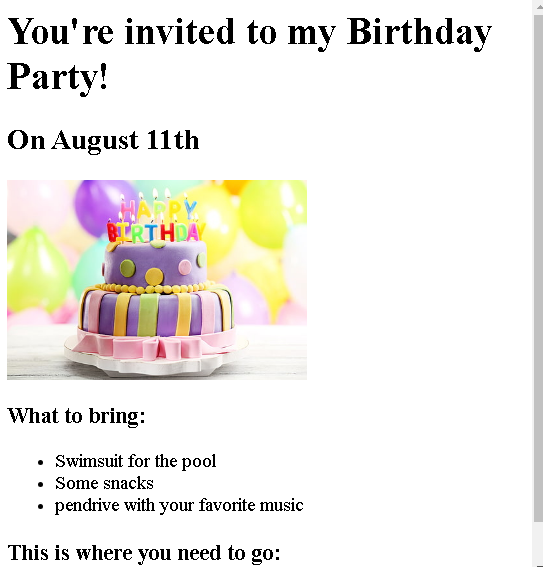 You're invited to my Birthday
Party!
On August 11th
HAPPY
BIRTHDAY
What to bring:
Swimsuit for the pool
Some snacks
pendrive with your favorite music
This is where you need to go: